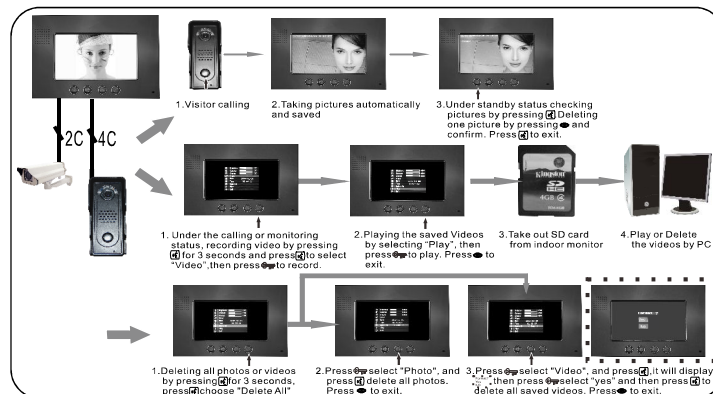 1.Visitor calling
2.Taking pictures automatically
and saved
3.Under standby status checking
pictures by pressing Deleting
one picture by pressing and
confirm. Press to exit.
2C
4C
Kingston
SD
HC
4GB
4
1. Under the calling or monitoring
status, recording video by pressing
for 3 seconds and press to select
"Video",then press to record.
2.Playing the saved Videos
by selecting "Play", then
press to play. Press to
exit.
3.Take out SD card
from indoor monitor
4.Play or Delete
the videos by PC
1.Deleting all photos or videos
by pressing for 3 seconds,
press choose "Delete All"
2.Press select "Photo", and
press delete all photos.
Press to exit.
3.Press select "Video", and press , it will display
,then press select "yes" and then press to
delete all saved videos. Press to exit.